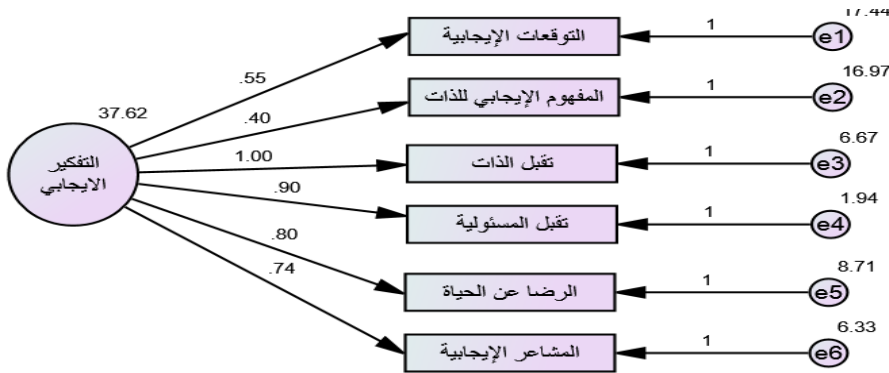 17.44
التوقعات الإيجابية
1
e1
.55
16.97
المفهوم الإيجابي للذات
1
e2
.40
37.62
6.67
تقبل الذات
1
e3
1.00
التفكير
الايجابي
1.94
تقبل المسئولية
1
e4
.90
8.71
الرضا عن الحياة
1
e5
.80
6.33
المشاعر الإيجابية
1
e6
.74